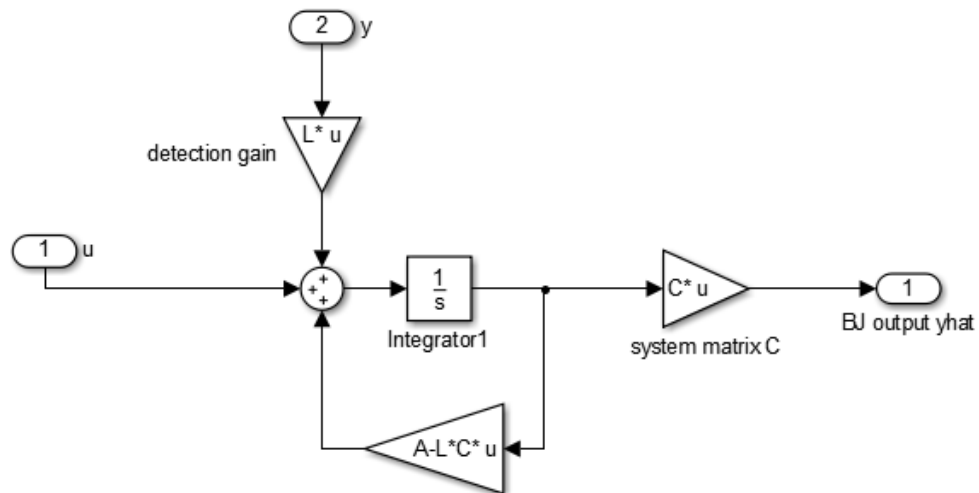 2
y
L* u
detection gain
1
u
+
+
+
1
s
Integrator1
C* u
system matrix C
1
BJ output yhat
A-L*C* u